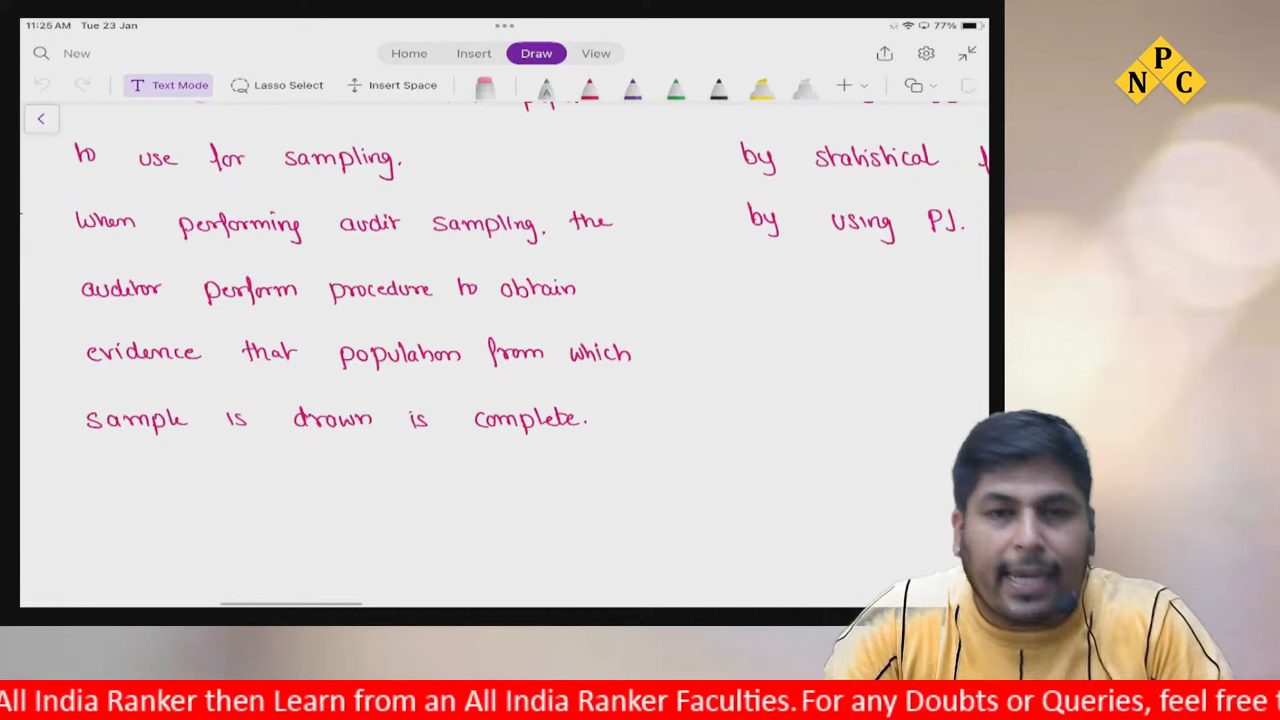 11:25 AM Tue 23 Jan
77%
New
Home Insert Draw View
Text Mode Lasso Select Insert Space
N P C
to use for sampling.
When performing audit sampling, the
auditor perform procedure to obtain
evidence that population from which
sample is drawn is complete.
by statistical
by using PJ.
All India Ranker then Learn from an All India Ranker Faculties. For any Doubts or Queries, feel free